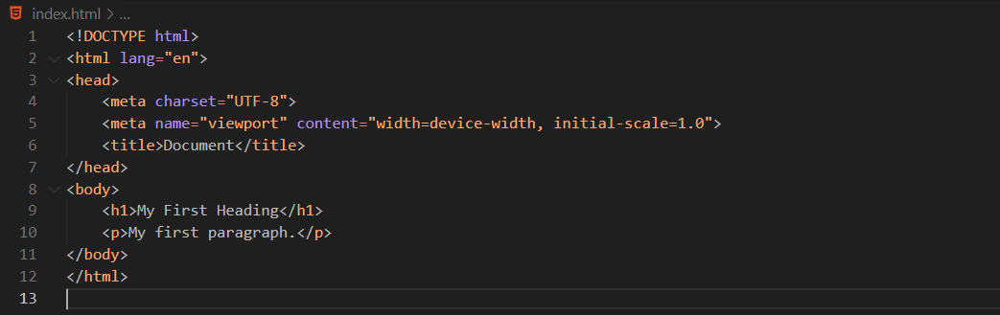 index.html > ...
1 <!DOCTYPE html>
2 <html lang="en">
3 <head>
4     <meta charset="UTF-8">
5     <meta name="viewport" content="width=device-width, initial-scale=1.0">
6     <title>Document</title>
7 </head>
8 <body>
9     <h1>My First Heading</h1>
10     <p>My first paragraph.</p>
11 </body>
12 </html>
13